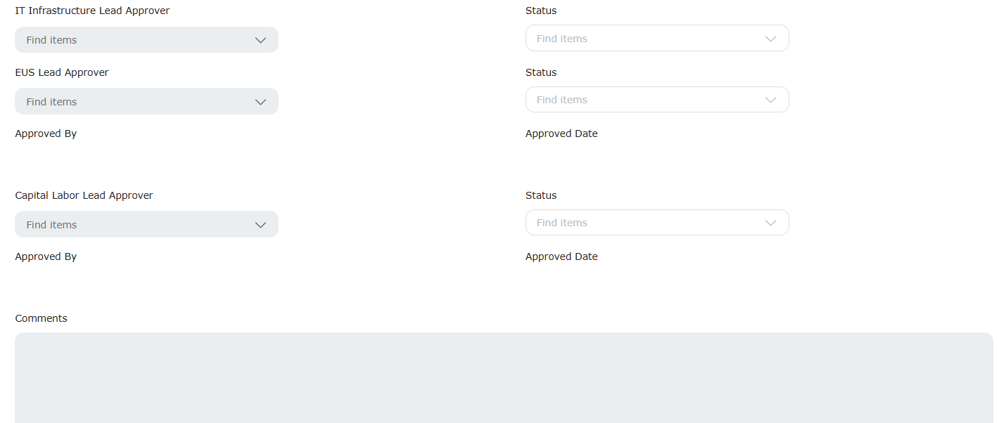 IT Infrastructure Lead Approver
Status
Find items
Find items
EUS Lead Approver
Status
Find items
Find items
Approved By
Approved Date
Capital Labor Lead Approver
Status
Find items
Find items
Approved By
Approved Date
Comments